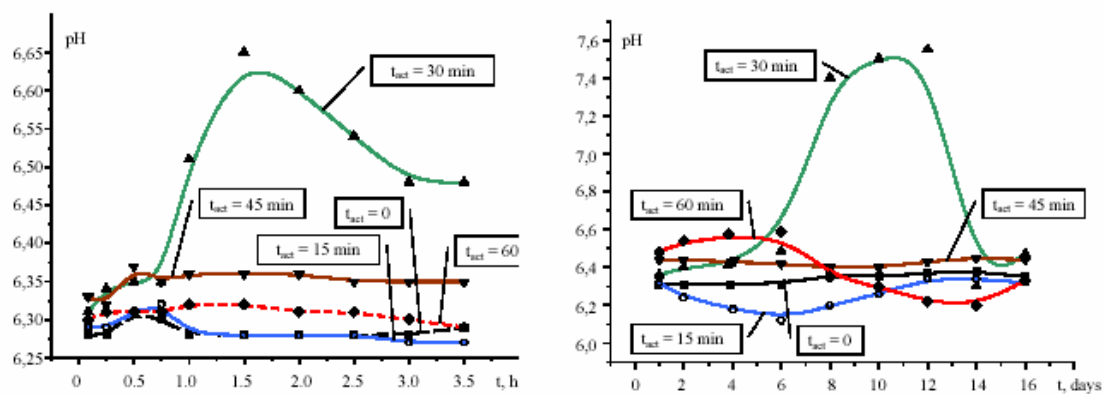 pH
6,65
6,60
6,55
6,50
6,45
6,40
6,35
6,30
6,25
0
0.5
1.0
1.5
2.0
2.5
3.0
3.5
t, h
t_act = 30 min
t_act = 45 min
t_act = 0
t_act = 15 min
t_act = 60
pH
7,6
7,4
7,2
7,0
6,8
6,6
6,4
6,2
6,0
0
2
4
6
8
10
12
14
16
t, days
t_act = 30 min
t_act = 60 min
t_act = 45 min
t_act = 15 min
t_act = 0